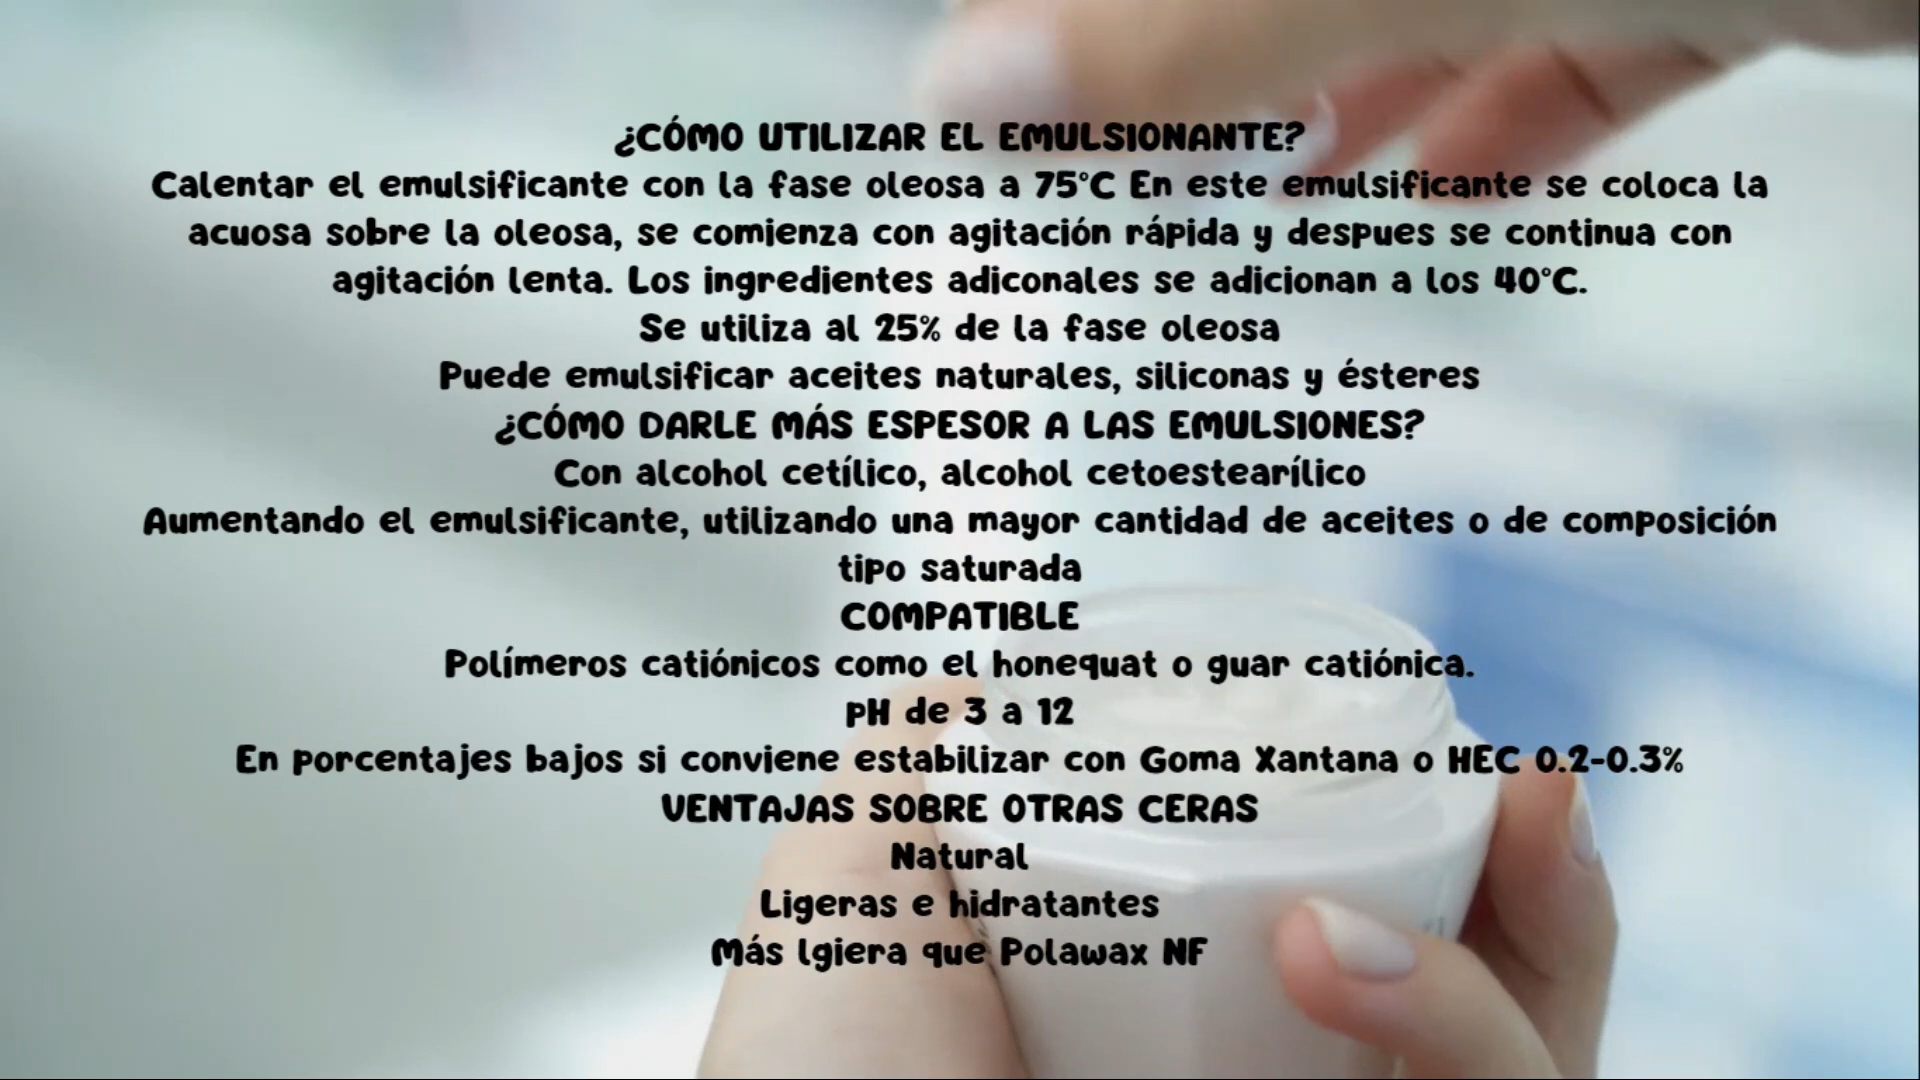 ¿CÓMO UTILIZAR EL EMULSIONANTE?
Calentar el emulsificante con la fase oleosa a 75°C En este emulsificante se coloca la
acuosa sobre la oleosa, se comienza con agitación rápida y despues se continua con
agitación lenta. Los ingredientes adiconales se adicionan a los 40°C.
Se utiliza al 25% de la fase oleosa
Puede emulsificar aceites naturales, siliconas y ésteres
¿CÓMO DARLE MÁS ESPESOR A LAS EMULSIONES?
Con alcohol cetílico, alcohol cetoestearílico
Aumentando el emulsificante, utilizando una mayor cantidad de aceites o de composición
tipo saturada
COMPATIBLE
Polímeros catiónicos como el honequat o guar catiónica.
pH de 3 a 12
En porcentajes bajos si conviene estabilizar con Goma Xantana o HEC 0.2-0.3%
VENTAJAS SOBRE OTRAS CERAS
Natural
Ligeras e hidratantes
Más lgiera que Polawax NF